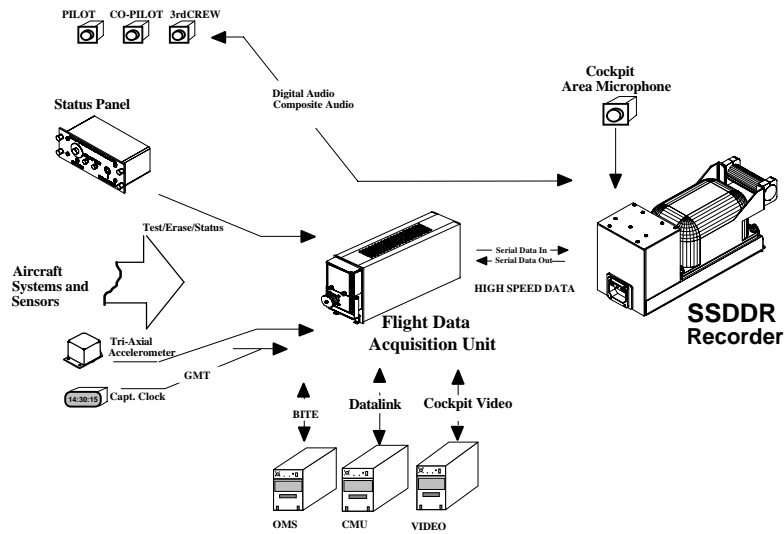 PILOT CO-PILOT 3rdCREW
Digital Audio
Composite Audio
Cockpit
Area Microphone
Status Panel
Test/Erase/Status
Aircraft
Systems and
Sensors
Serial Data In
Serial Data Out
HIGH SPEED DATA
SSDDR
Recorder
Flight Data
Acquisition Unit
Tri-Axial
Accelerometer
GMT
14:30:15
Capt. Clock
BITE
Datalink
Cockpit Video
OMS
CMU
VIDEO